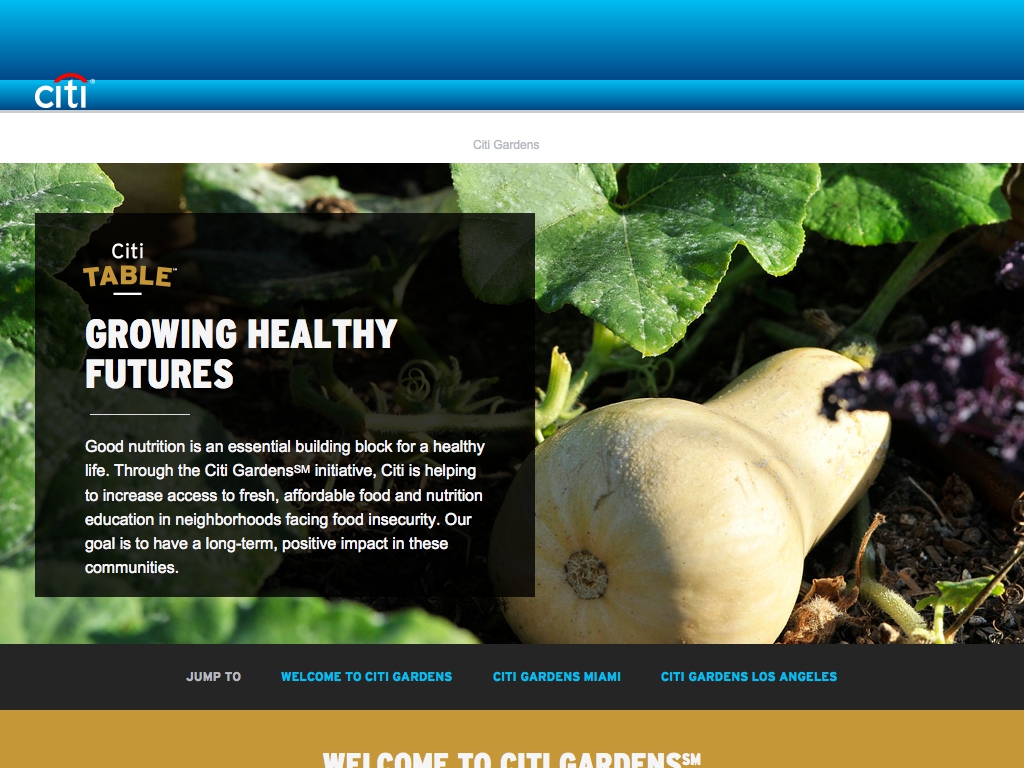 citi®
Citi Gardens
Citi
TABLE™
GROWING HEALTHY
FUTURES
Good nutrition is an essential building block for a healthy
life. Through the Citi Gardens℠ initiative, Citi is helping
to increase access to fresh, affordable food and nutrition
education in neighborhoods facing food insecurity. Our
goal is to have a long-term, positive impact in these
communities.
JUMP TO WELCOME TO CITI GARDENS CITI GARDENS MIAMI CITI GARDENS LOS ANGELES
WELCOME TO CITI GARDENS℠